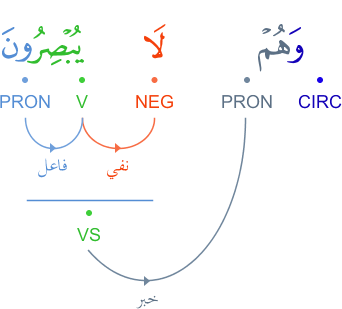 وَهُمْ لَا يُبْصِرُونَ
CIRC PRON NEG V PRON
فاعل نفي
VS
خبر